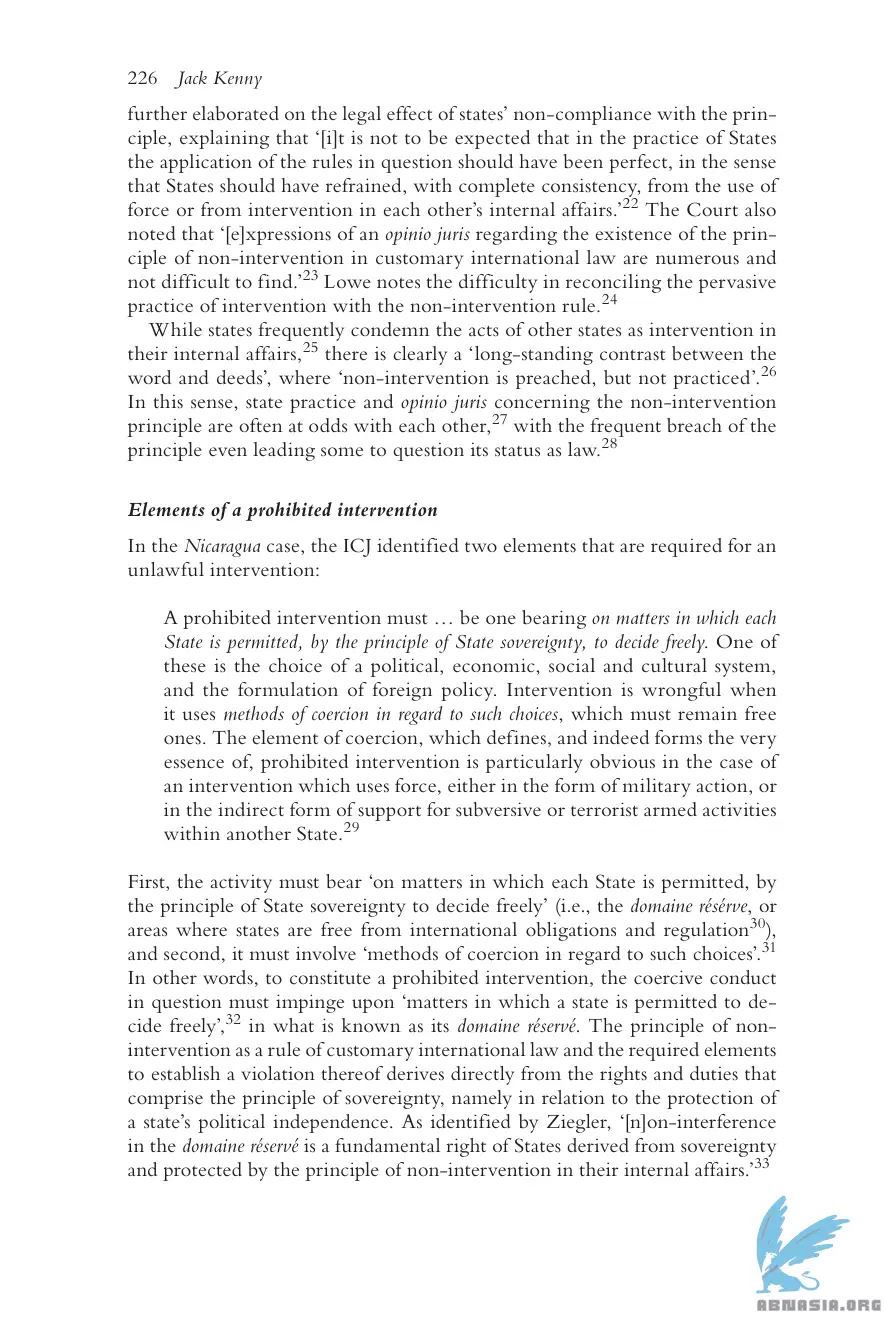 226 Jack Kenny
further elaborated on the legal effect of states’ non-compliance with the prin-
ciple, explaining that ‘[i]t is not to be expected that in the practice of States
the application of the rules in question should have been perfect, in the sense
that States should have refrained, with complete consistency, from the use of
force or from intervention in each other’s internal affairs.’22 The Court also
noted that ‘[e]xpressions of an opinio juris regarding the existence of the prin-
ciple of non-intervention in customary international law are numerous and
not difficult to find.’23 Lowe notes the difficulty in reconciling the pervasive
practice of intervention with the non-intervention rule.24
While states frequently condemn the acts of other states as intervention in
their internal affairs,25 there is clearly a ‘long-standing contrast between the
word and deeds’, where ‘non-intervention is preached, but not practiced’.26
In this sense, state practice and opinio juris concerning the non-intervention
principle are often at odds with each other,27 with the frequent breach of the
principle even leading some to question its status as law.28
Elements of a prohibited intervention
In the Nicaragua case, the ICJ identified two elements that are required for an
unlawful intervention:
A prohibited intervention must … be one bearing on matters in which each
State is permitted, by the principle of State sovereignty, to decide freely. One of
these is the choice of a political, economic, social and cultural system,
and the formulation of foreign policy. Intervention is wrongful when
it uses methods of coercion in regard to such choices, which must remain free
ones. The element of coercion, which defines, and indeed forms the very
essence of, prohibited intervention is particularly obvious in the case of
an intervention which uses force, either in the form of military action, or
in the indirect form of support for subversive or terrorist armed activities
within another State.29
First, the activity must bear ‘on matters in which each State is permitted, by
the principle of State sovereignty to decide freely’ (i.e., the domaine résérve, or
areas where states are free from international obligations and regulation30),
and second, it must involve ‘methods of coercion in regard to such choices’.31
In other words, to constitute a prohibited intervention, the coercive conduct
in question must impinge upon ‘matters in which a state is permitted to de-
cide freely’,32 in what is known as its domaine réservé. The principle of non-
intervention as a rule of customary international law and the required elements
to establish a violation thereof derives directly from the rights and duties that
comprise the principle of sovereignty, namely in relation to the protection of
a state’s political independence. As identified by Ziegler, ‘[n]on-interference
in the domaine réservé is a fundamental right of States derived from sovereignty
and protected by the principle of non-intervention in their internal affairs.’33
ABNASIA.ORG